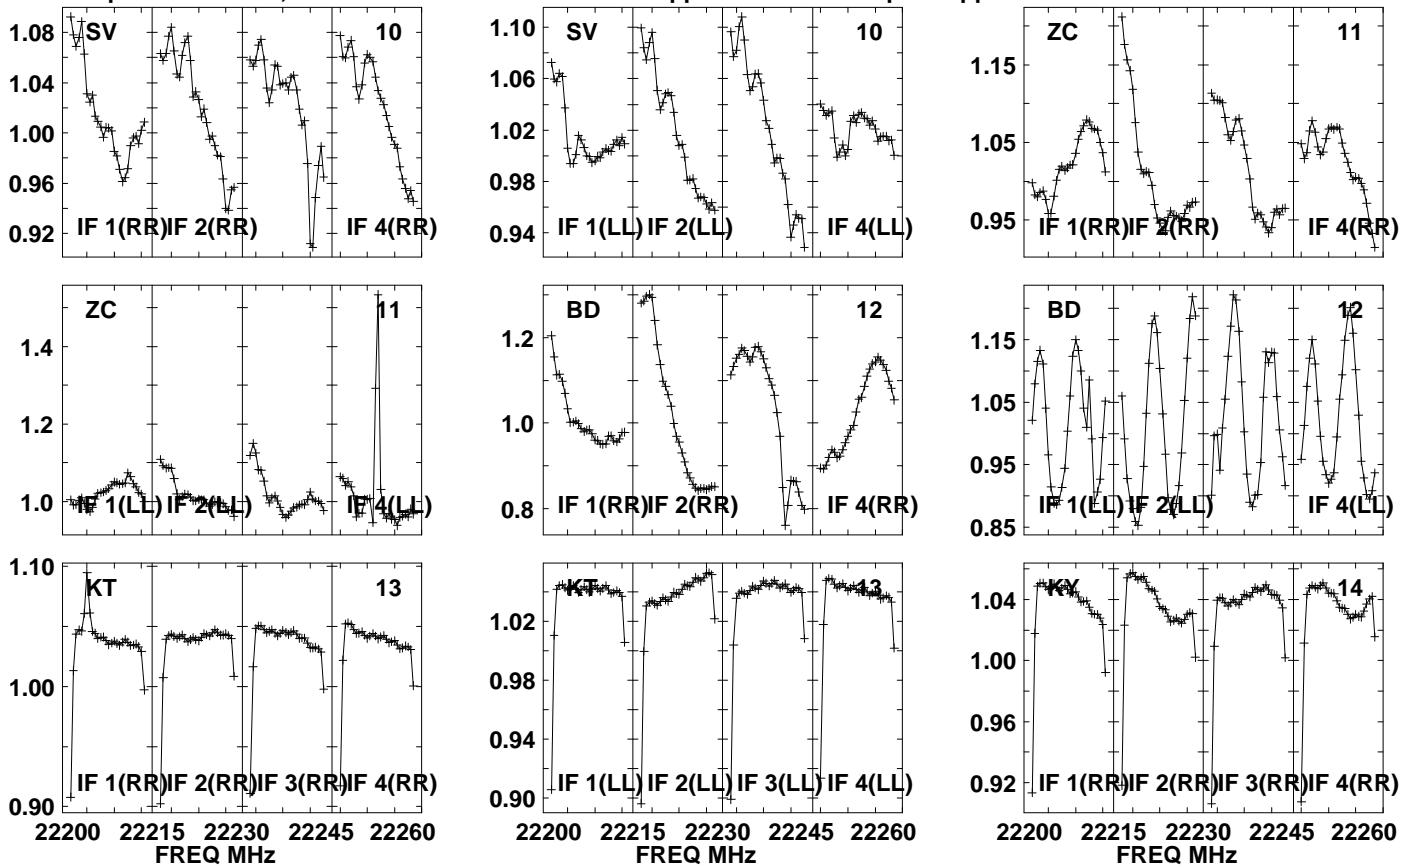 SV 10
1.08
1.04
1.00
0.96
0.92
IF 1(RR) IF 2(RR) IF 4(RR)
SV 10
1.10
1.06
1.02
0.98
0.94
IF 1(LL) IF 2(LL) IF 4(LL)
ZC 11
1.15
1.05
0.95
IF 1(RR) IF 2(RR) IF 4(RR)
ZC 11
1.4
1.2
1.0
IF 1(LL) IF 2(LL) IF 4(LL)
BD 12
1.2
1.0
0.8
IF 1(RR) IF 2(RR) IF 4(RR)
BD 12
1.15
1.05
0.95
0.85
IF 1(LL) IF 2(LL) IF 4(LL)
KT 13
1.10
1.00
0.90
IF 1(RR) IF 2(RR) IF 3(RR) IF 4(RR)
22200 22215 22230 22245 22260
FREQ MHz
KT 13
1.02
0.98
0.94
0.90
IF 1(LL) IF 2(LL) IF 3(LL) IF 4(LL)
22200 22215 22230 22245 22260
FREQ MHz
KY 14
1.04
1.00
0.96
0.92
IF 1(RR) IF 2(RR) IF 3(RR) IF 4(RR)
22200 22215 22230 22245 22260
FREQ MHz